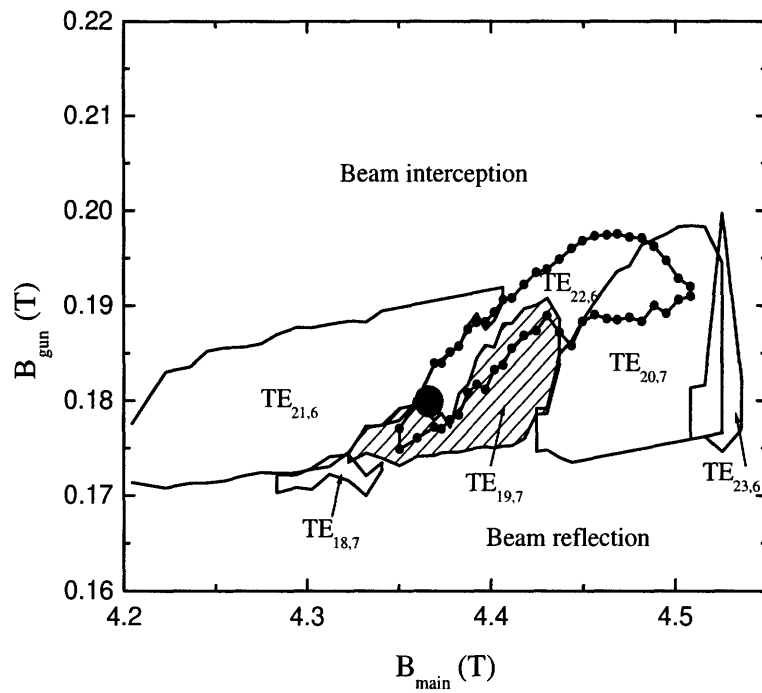 0.22
0.21
Beam interception
0.20
TE22,6
B_gun (T)
0.19
TE20,7
0.18
TE21,6
TE19,7
TE23,6
0.17
TE18,7
Beam reflection
0.16
4.2
4.3
4.4
4.5
B_main (T)